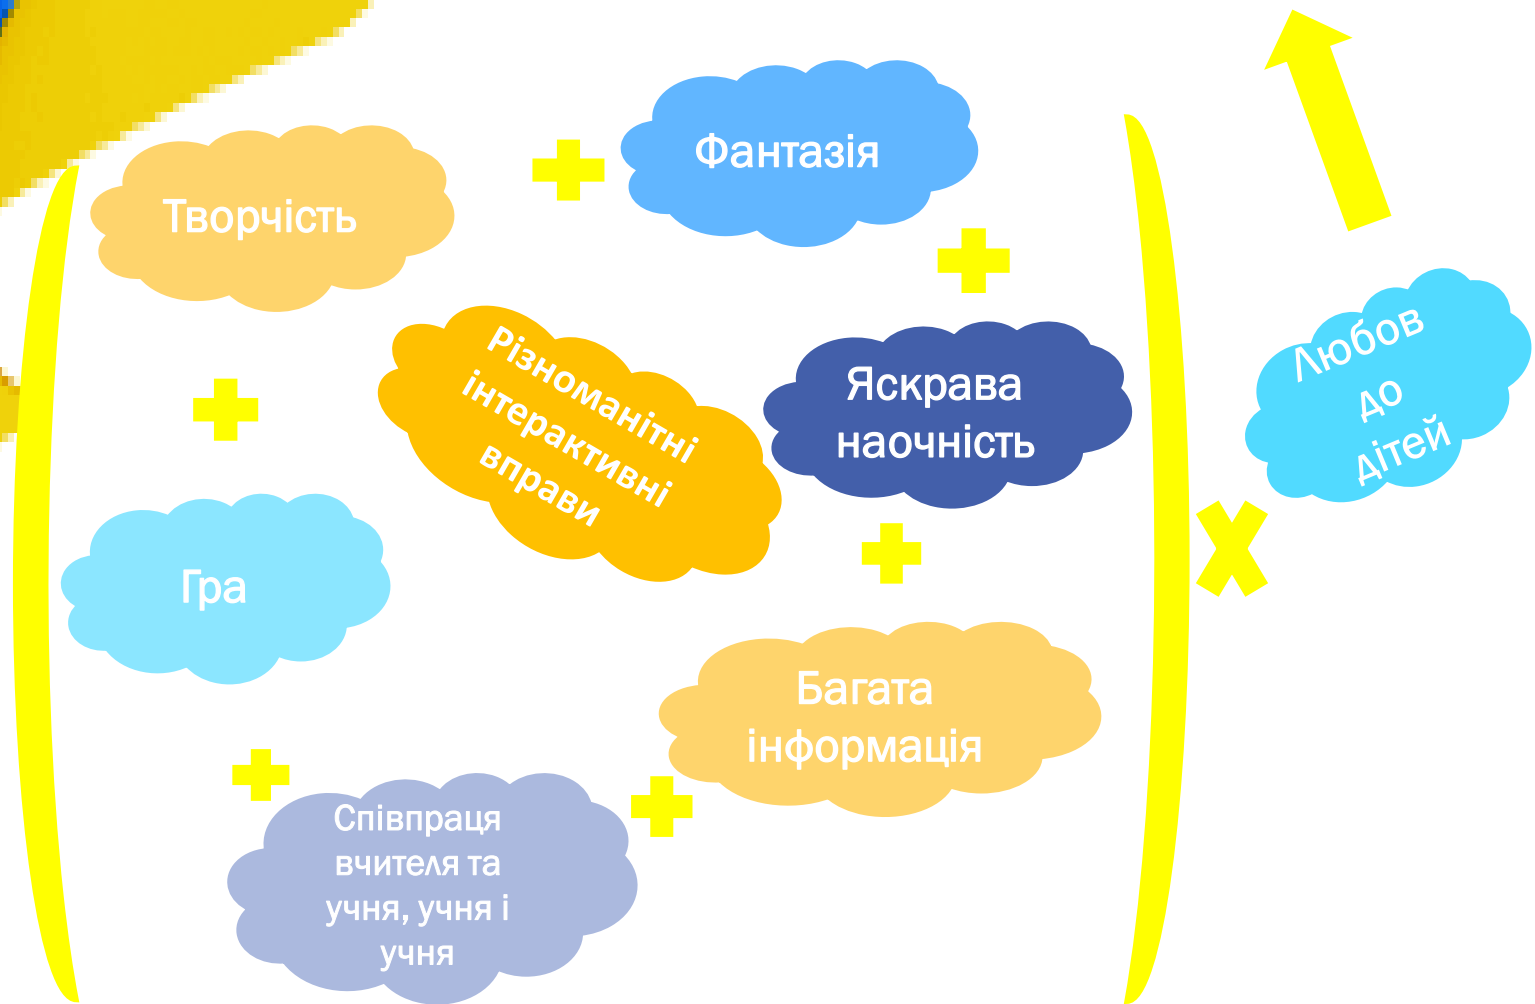 Творчість
Фантазія
Різноманітні
інтерактивні
вправи
Яскрава
наочність
Любов
до
дітей
Гра
Багата
інформація
Співпраця
вчителя та
учня, учня і
учня